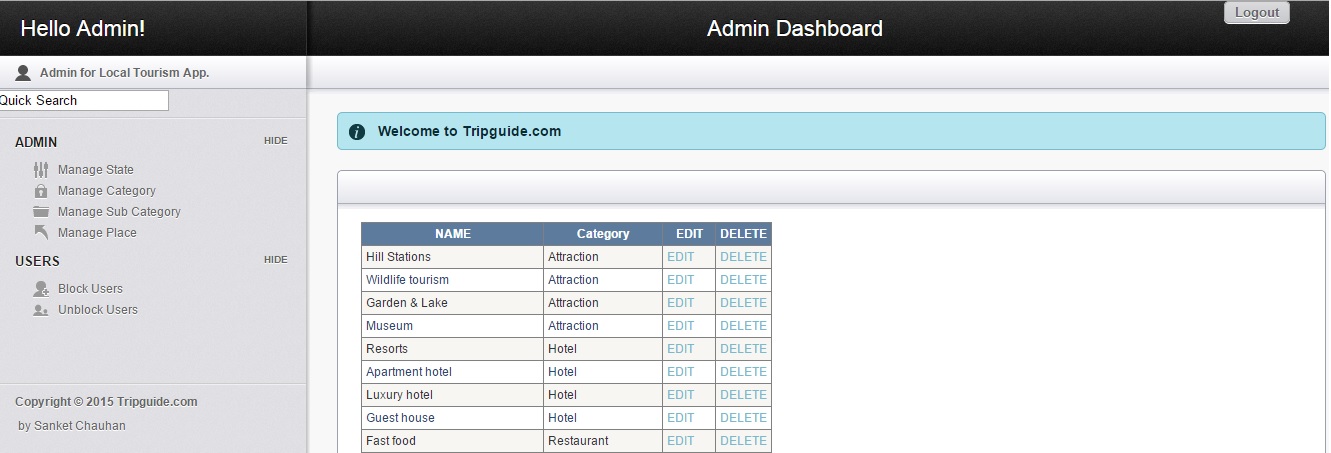 Hello Admin!
Admin Dashboard
Logout
Admin for Local Tourism App.
Quick Search
ADMIN HIDE
Manage State
Manage Category
Manage Sub Category
Manage Place
USERS HIDE
Block Users
Unblock Users
Copyright © 2015 Tripguide.com
by Sanket Chauhan
Welcome to Tripguide.com
NAME Category EDIT DELETE
Hill Stations Attraction EDIT DELETE
Wildlife tourism Attraction EDIT DELETE
Garden & Lake Attraction EDIT DELETE
Museum Attraction EDIT DELETE
Resorts Hotel EDIT DELETE
Apartment hotel Hotel EDIT DELETE
Luxury hotel Hotel EDIT DELETE
Guest house Hotel EDIT DELETE
Fast food Restaurant EDIT DELETE